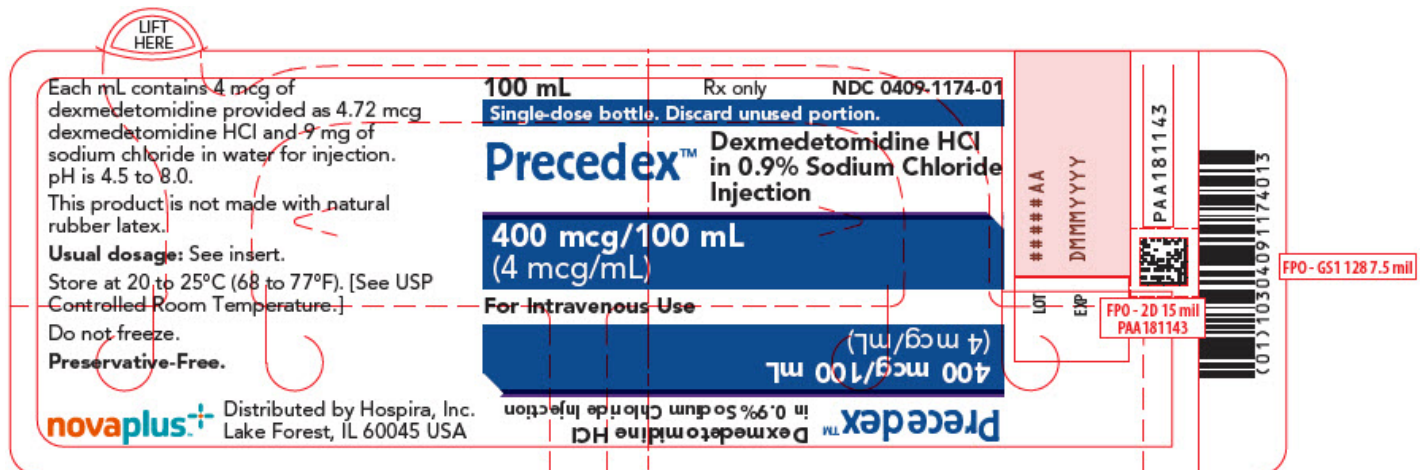 LIFT
HERE
Each mL contains 4 mcg of
dexmedetomidine provided as 4.72 mcg
dexmedetomidine HCl and 9 mg of
sodium chloride in water for injection.
pH is 4.5 to 8.0.
This product is not made with natural
rubber latex.
Usual dosage: See insert.
Store at 20 to 25°C (68 to 77°F). [See USP
Controlled Room Temperature.]
Do not freeze.
Preservative-Free.
novaplus™
Distributed by Hospira, Inc.
Lake Forest, IL 60045 USA
100 mL Rx only NDC 0409-1174-01
Single-dose bottle. Discard unused portion.
Precedex™
Dexmedetomidine HCl
in 0.9% Sodium Chloride
Injection
400 mcg/100 mL
(4 mcg/mL)
For Intravenous Use
Precedex™
Dexmedetomidine HCl
in 0.9% Sodium Chloride Injection
400 mcg/100 mL
(4 mcg/mL)
LOT ######AA
EXP DMMMYYYY
PAA181143
FPO - 2D 15 mil
PAA181143
(01)10304091174013
FPO - GS1 128 7.5 mil